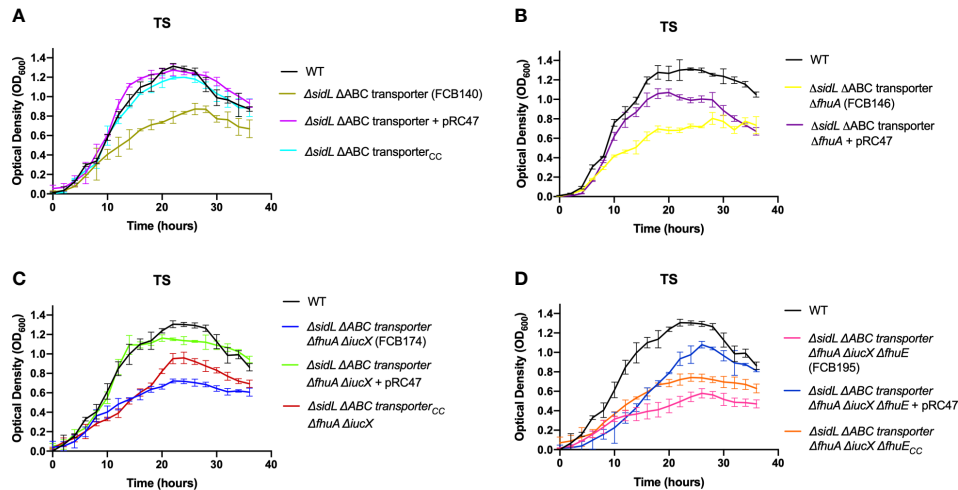 A
TS
Optical Density (OD600)
1.4
1.2
1.0
0.8
0.6
0.4
0.2
0.0
0
10
20
30
40
Time (hours)
WT
ΔsidL ΔABC transporter (FCB140)
ΔsidL ΔABC transporter + pRC47
ΔsidL ΔABC transporterCC
B
TS
Optical Density (OD600)
1.4
1.2
1.0
0.8
0.6
0.4
0.2
0.0
0
10
20
30
40
Time (hours)
WT
ΔsidL ΔABC transporter
ΔfhuA (FCB146)
ΔsidL ΔABC transporter
ΔfhuA + pRC47
C
TS
Optical Density (OD600)
1.4
1.2
1.0
0.8
0.6
0.4
0.2
0.0
0
10
20
30
40
Time (hours)
WT
ΔsidL ΔABC transporter
ΔfhuA ΔiucX (FCB174)
ΔsidL ΔABC transporter
ΔfhuA ΔiucX + pRC47
ΔsidL ΔABC transporterCC
ΔfhuA ΔiucX
D
TS
Optical Density (OD600)
1.4
1.2
1.0
0.8
0.6
0.4
0.2
0.0
0
10
20
30
40
Time (hours)
WT
ΔsidL ΔABC transporter
ΔfhuA ΔiucX ΔfhuE
(FCB195)
ΔsidL ΔABC transporter
ΔfhuA ΔiucX ΔfhuE + pRC47
ΔsidL ΔABC transporter
ΔfhuA ΔiucX ΔfhuECC